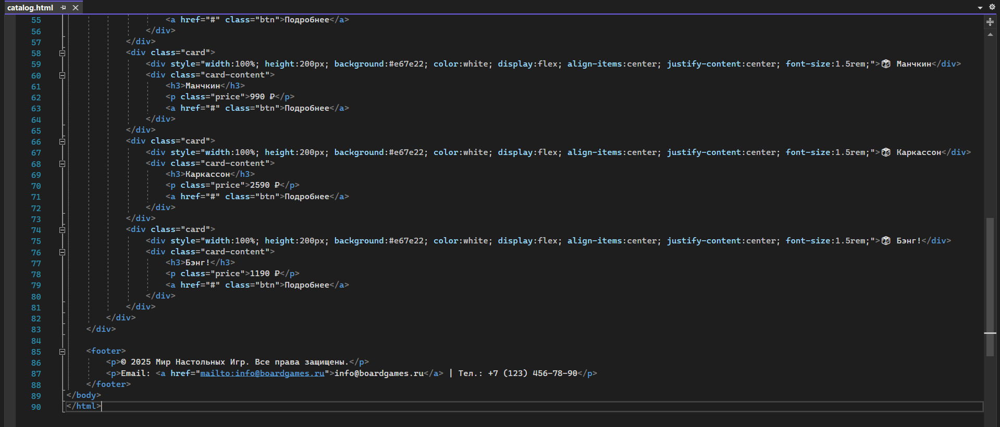 catalog.html
55 <a href="#" class="btn">Подробнее</a>
56 </div>
57 </div>
58 <div class="card">
59 <div style="width:100%; height:200px; background:#e67e22; color:white; display:flex; align-items:center; justify-content:center; font-size:1.5rem;">🎲 Манчкин</div>
60 <div class="card-content">
61 <h3>Манчкин</h3>
62 <p class="price">990 ₽</p>
63 <a href="#" class="btn">Подробнее</a>
64 </div>
65 </div>
66 <div class="card">
67 <div style="width:100%; height:200px; background:#e67e22; color:white; display:flex; align-items:center; justify-content:center; font-size:1.5rem;">🎲 Каркассон</div>
68 <div class="card-content">
69 <h3>Каркассон</h3>
70 <p class="price">2590 ₽</p>
71 <a href="#" class="btn">Подробнее</a>
72 </div>
73 </div>
74 <div class="card">
75 <div style="width:100%; height:200px; background:#e67e22; color:white; display:flex; align-items:center; justify-content:center; font-size:1.5rem;">🎲 Бэнг!</div>
76 <div class="card-content">
77 <h3>Бэнг!</h3>
78 <p class="price">1190 ₽</p>
79 <a href="#" class="btn">Подробнее</a>
80 </div>
81 </div>
82 </div>
83 </div>
84
85 <footer>
86 <p>© 2025 Мир Настольных Игр. Все права защищены.</p>
87 <p>Email: <a href="mailto:info@boardgames.ru">info@boardgames.ru</a> | Тел.: +7 (123) 456-78-90</p>
88 </footer>
89 </body>
90 </html>